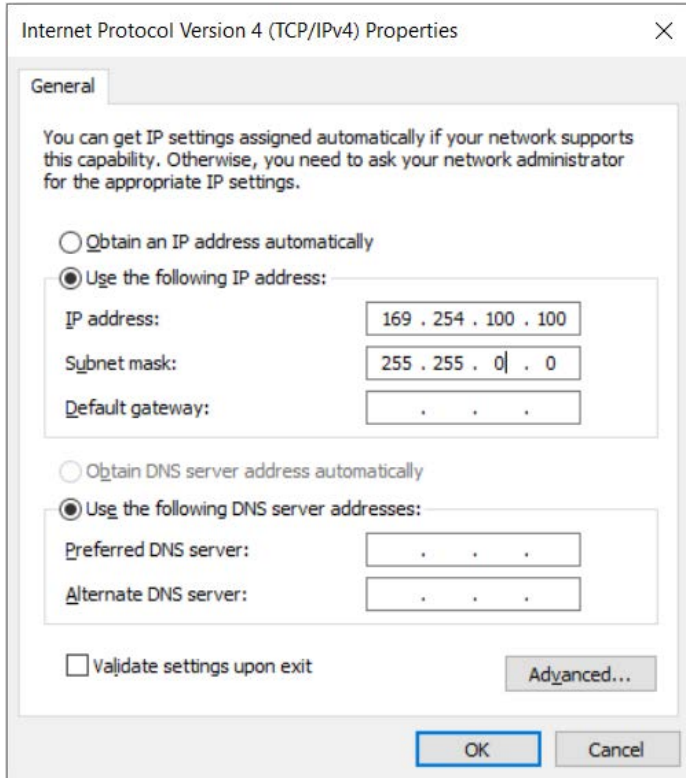 Internet Protocol Version 4 (TCP/IPv4) Properties
General
You can get IP settings assigned automatically if your network supports
this capability. Otherwise, you need to ask your network administrator
for the appropriate IP settings.
Obtain an IP address automatically
Use the following IP address:
IP address: 169 . 254 . 100 . 100
Subnet mask: 255 . 255 . 0 . 0
Default gateway: . . .
Obtain DNS server address automatically
Use the following DNS server addresses:
Preferred DNS server: . . .
Alternate DNS server: . . .
Validate settings upon exit Advanced...
OK Cancel